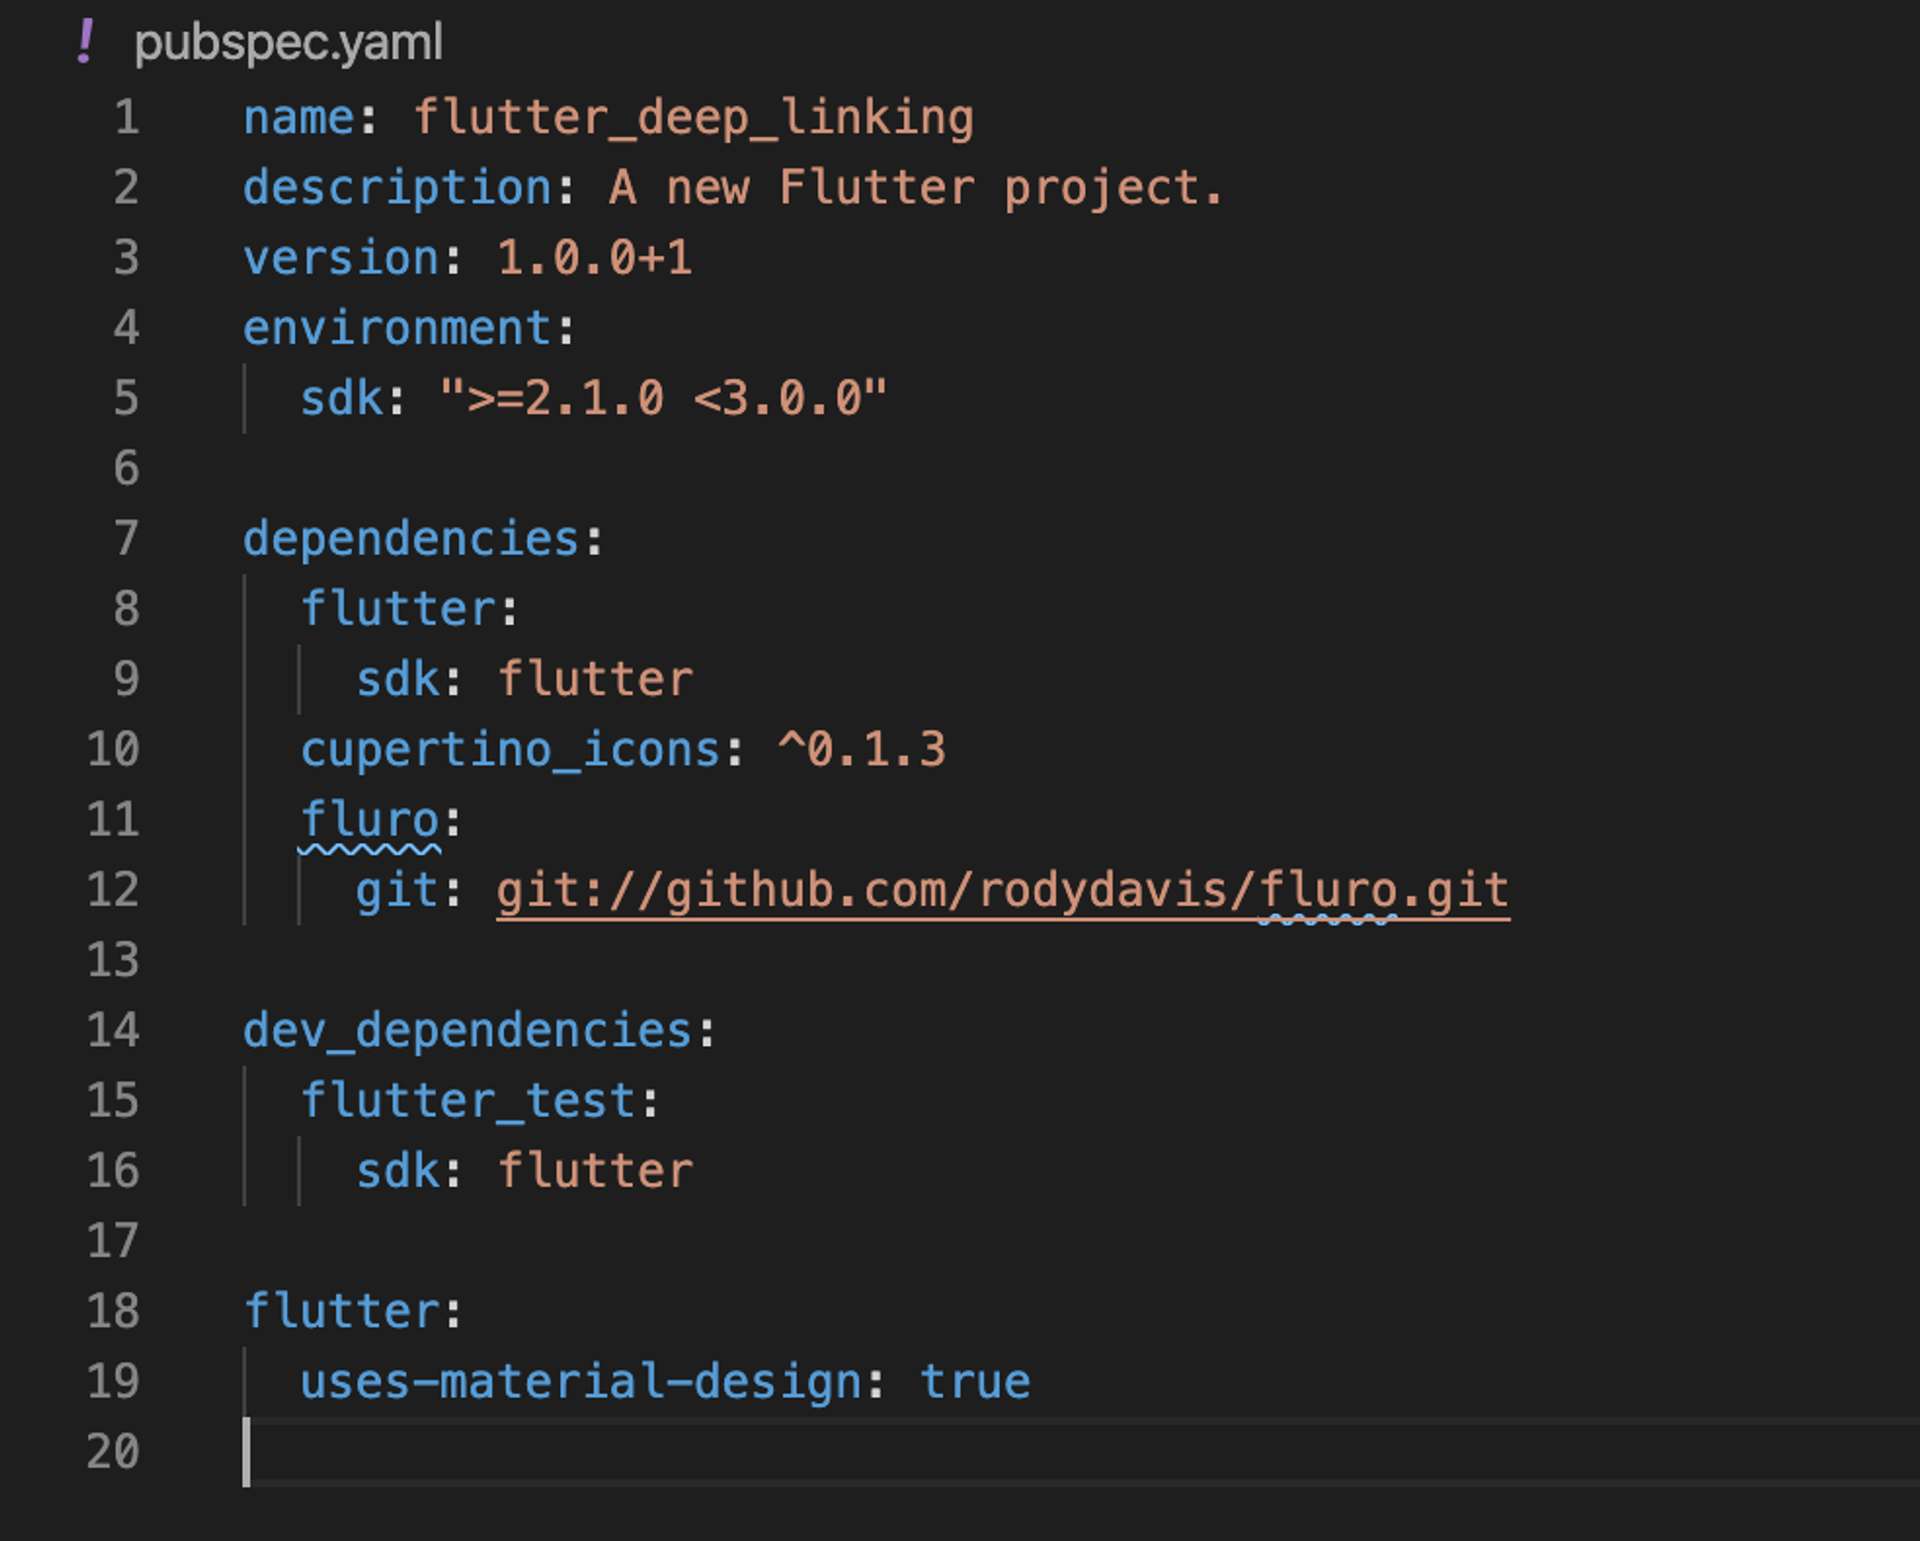 ! pubspec.yaml
1 name: flutter_deep_linking
2 description: A new Flutter project.
3 version: 1.0.0+1
4 environment:
5   sdk: ">=2.1.0 <3.0.0"
6
7 dependencies:
8   flutter:
9     sdk: flutter
10   cupertino_icons: ^0.1.3
11   fluro:
12     git: git://github.com/rodydavis/fluro.git
13
14 dev_dependencies:
15   flutter_test:
16     sdk: flutter
17
18 flutter:
19   uses-material-design: true
20